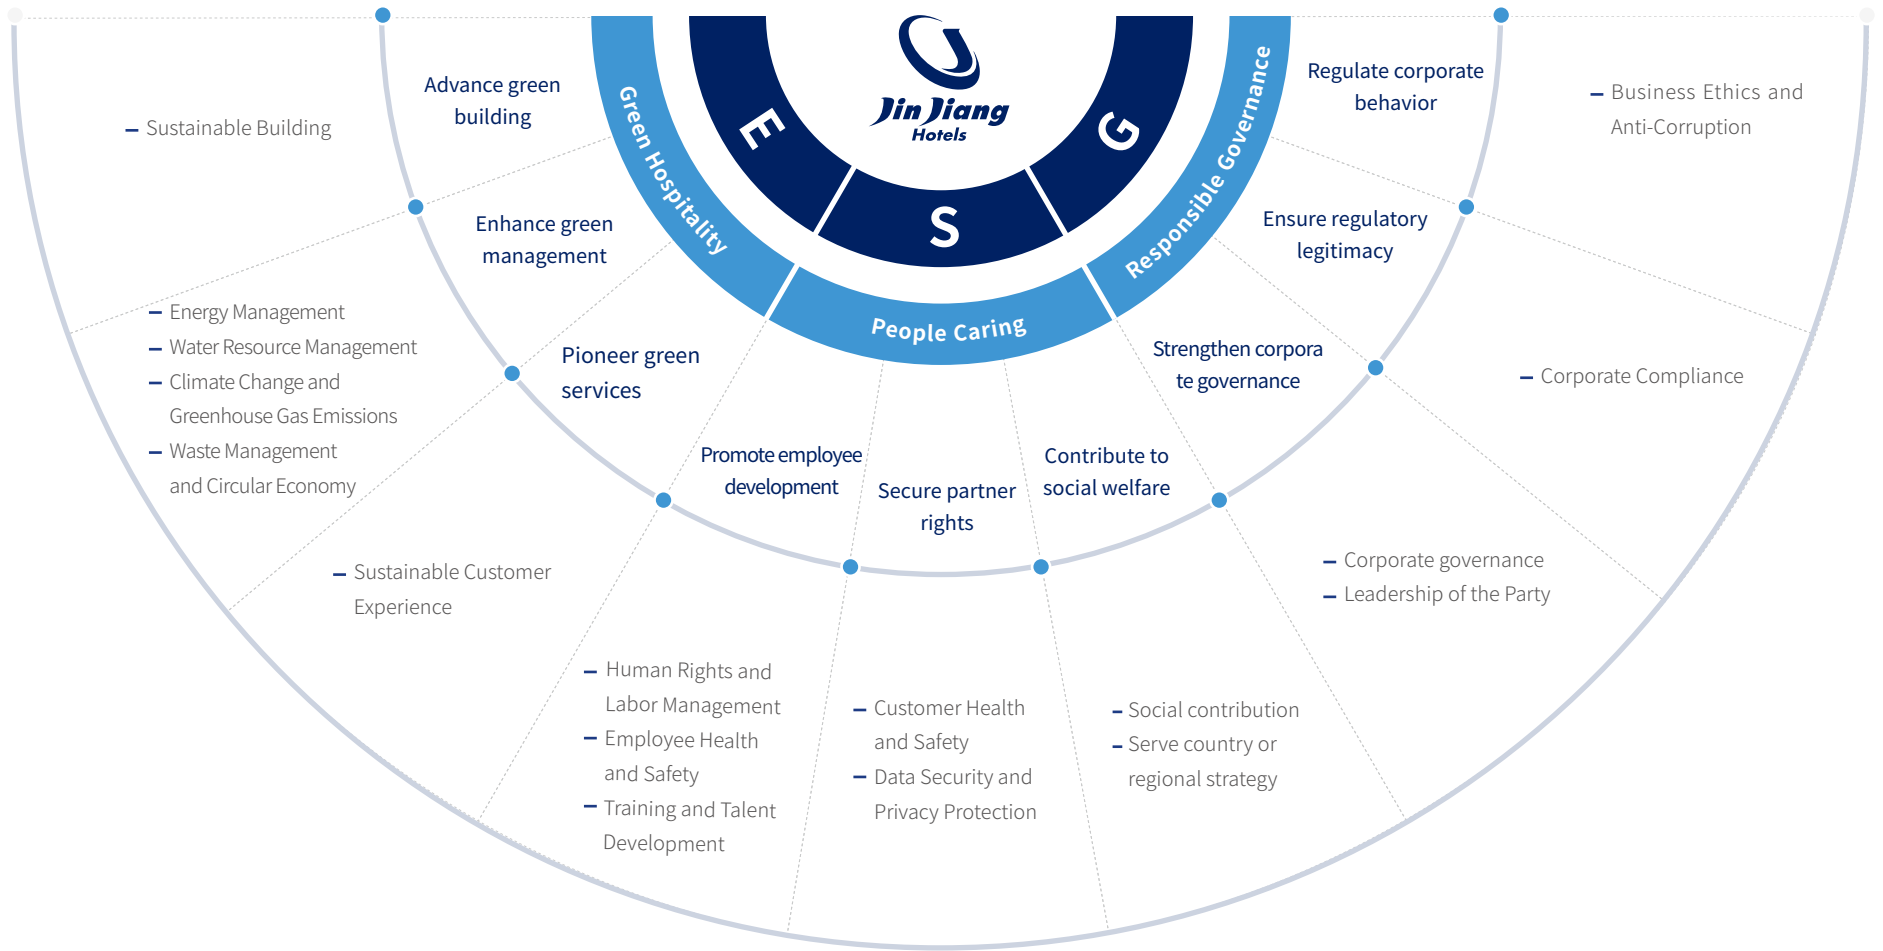 Jin Jiang
Hotels
E
S
G
Green Hospitality
People Caring
Responsible Governance
Advance green
building
Enhance green
management
Pioneer green
services
Promote employee
development
Secure partner
rights
Contribute to
social welfare
Strengthen corpora
te governance
Ensure regulatory
legitimacy
Regulate corporate
behavior
– Sustainable Building
– Energy Management
– Water Resource Management
– Climate Change and
Greenhouse Gas Emissions
– Waste Management
and Circular Economy
– Sustainable Customer
Experience
– Human Rights and
Labor Management
– Employee Health
and Safety
– Training and Talent
Development
– Customer Health
and Safety
– Data Security and
Privacy Protection
– Social contribution
– Serve country or
regional strategy
– Corporate governance
– Leadership of the Party
– Corporate Compliance
– Business Ethics and
Anti-Corruption